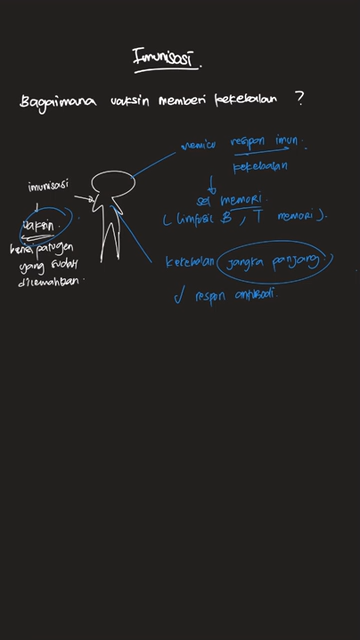 Imunisasi.
Bagaimana vaksin memberi kekebalan ?
memicu respon imun.
kekebalan
imunisasi
sel memori.
(limfosit B, T memori).
vaksin.
patogen
yang sudah
dilemahkan.
kekebalan jangka panjang
respon antibodi.